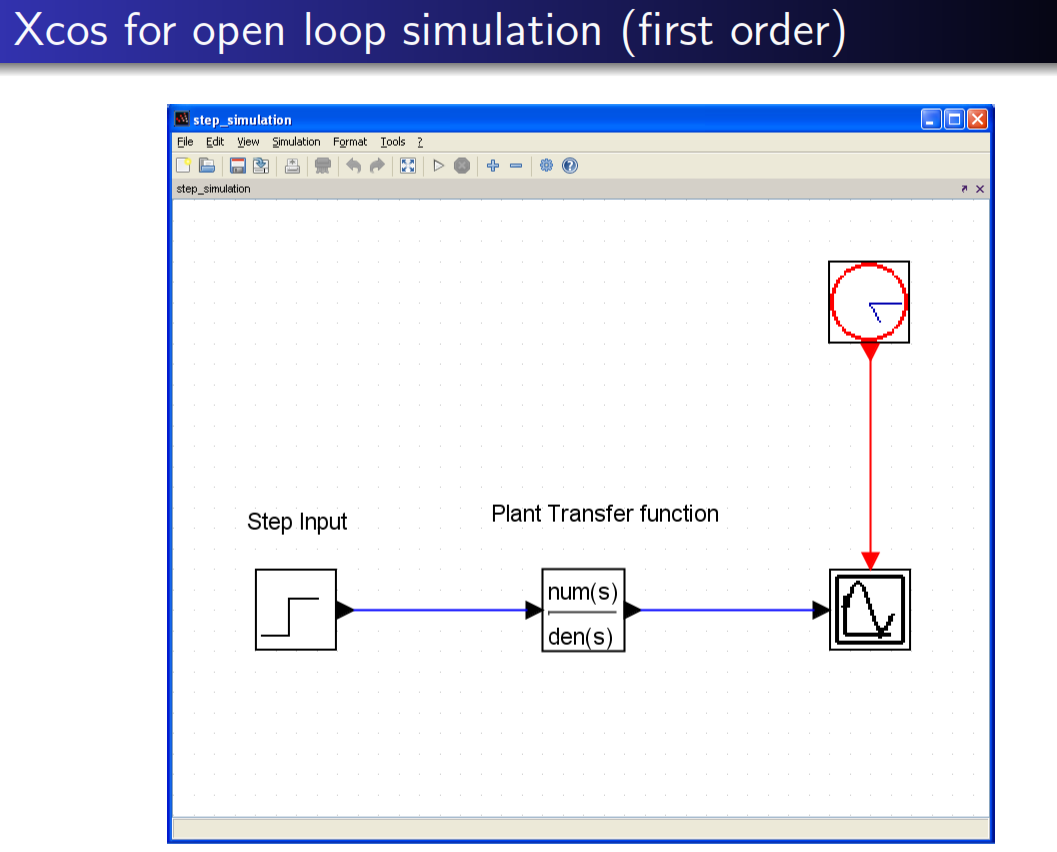 Xcos for open loop simulation (first order)
step_simulation
File Edit View Simulation Format Tools ?
step_simulation
Step Input
Plant Transfer function
num(s)
den(s)